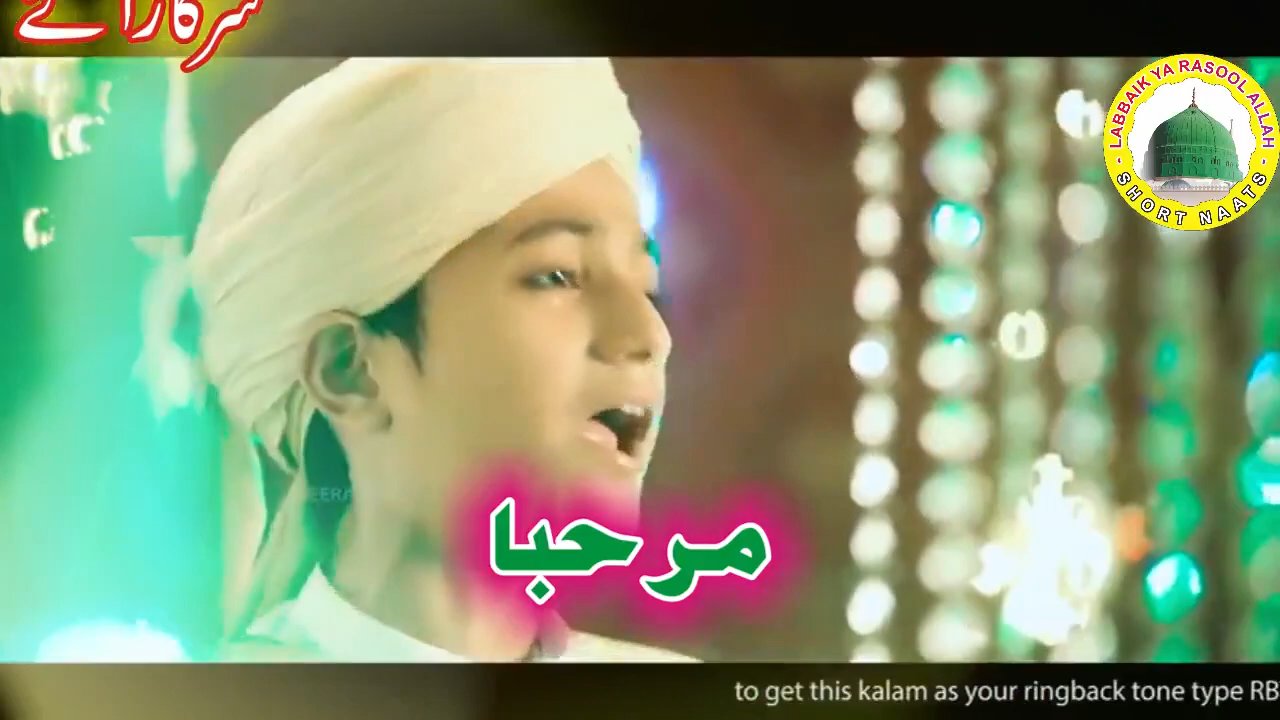 سرکار آئے
LABBAIK YA RASOOL ALLAH
- SHORT NAATS -
مرحبا
to get this kalam as your ringback tone type RB